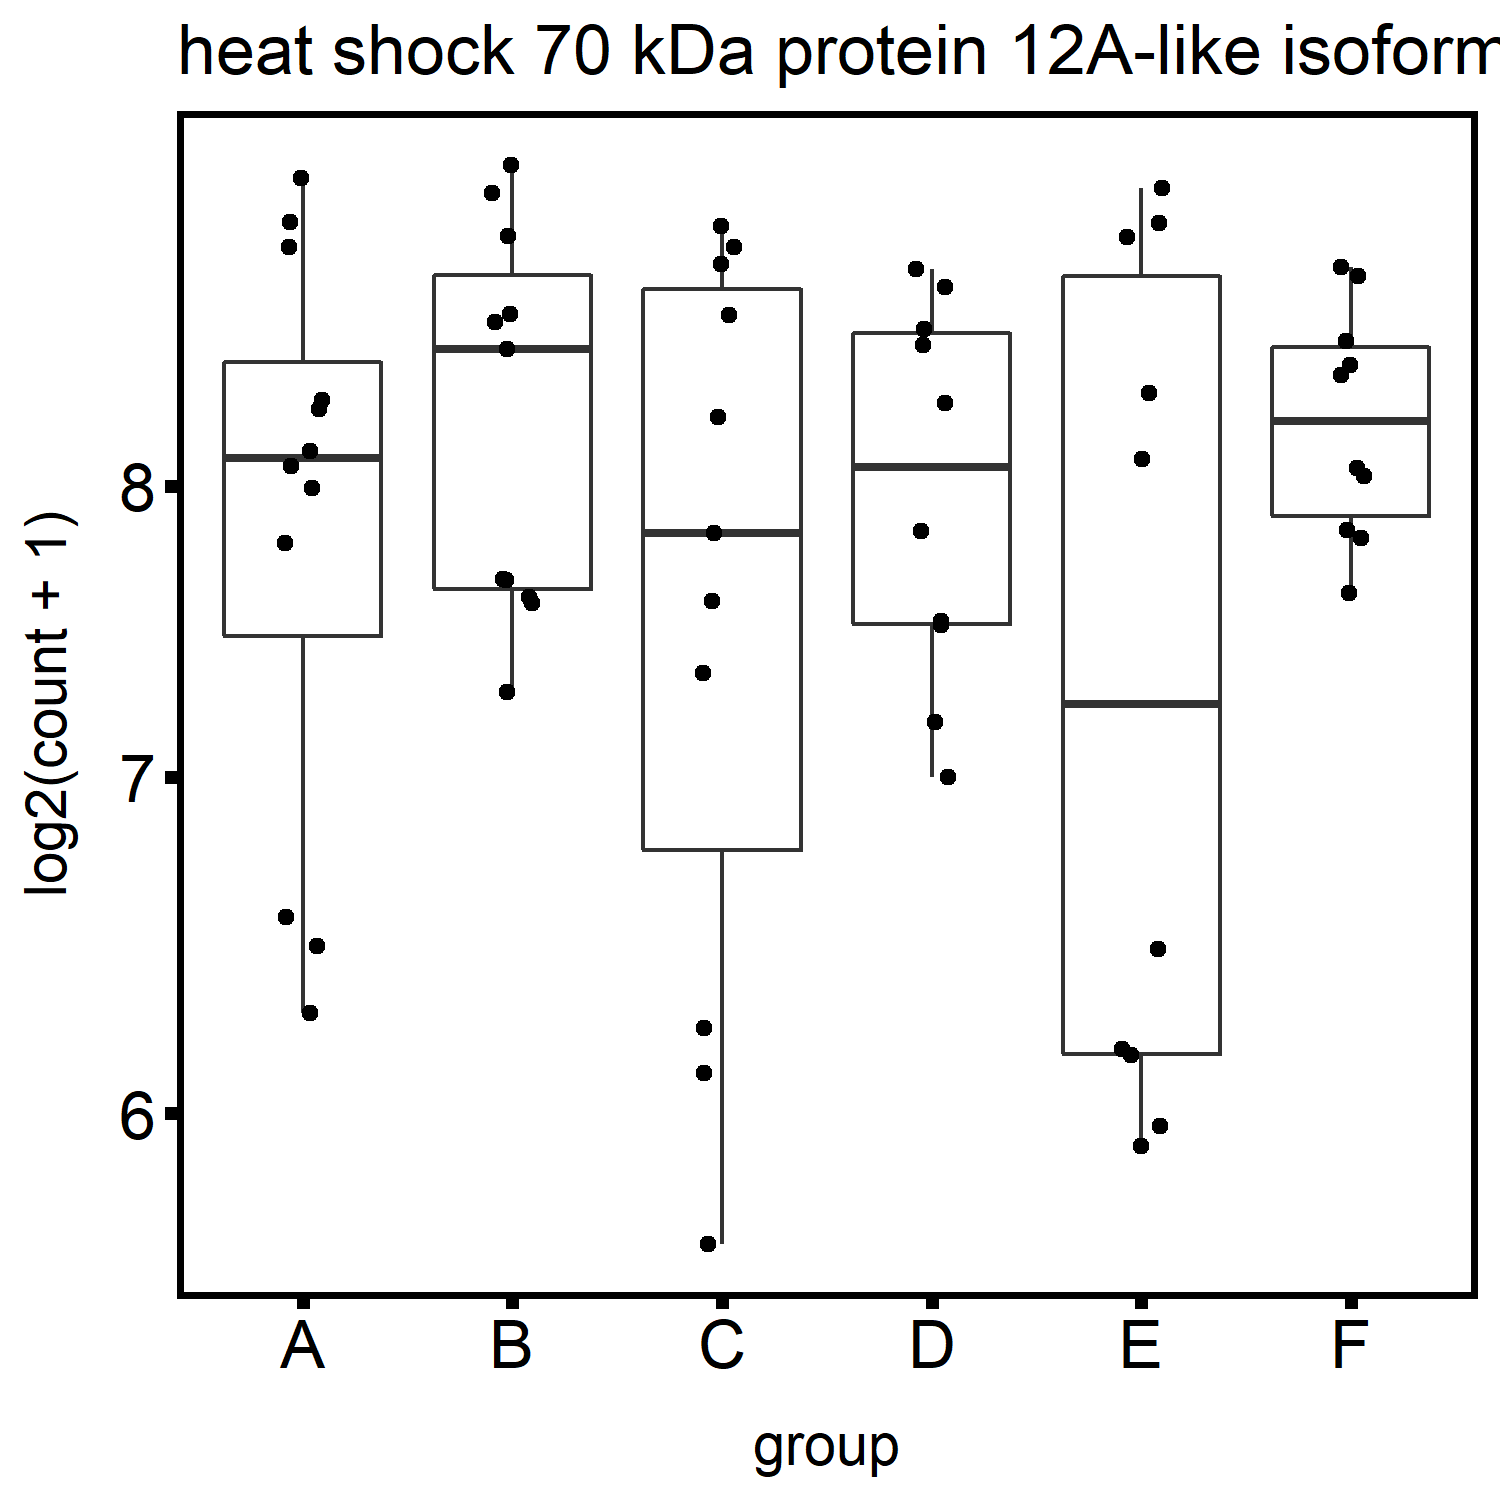 heat shock 70 kDa protein 12A-like isoform
log2(count + 1)
8
7
6
A B C D E F
group